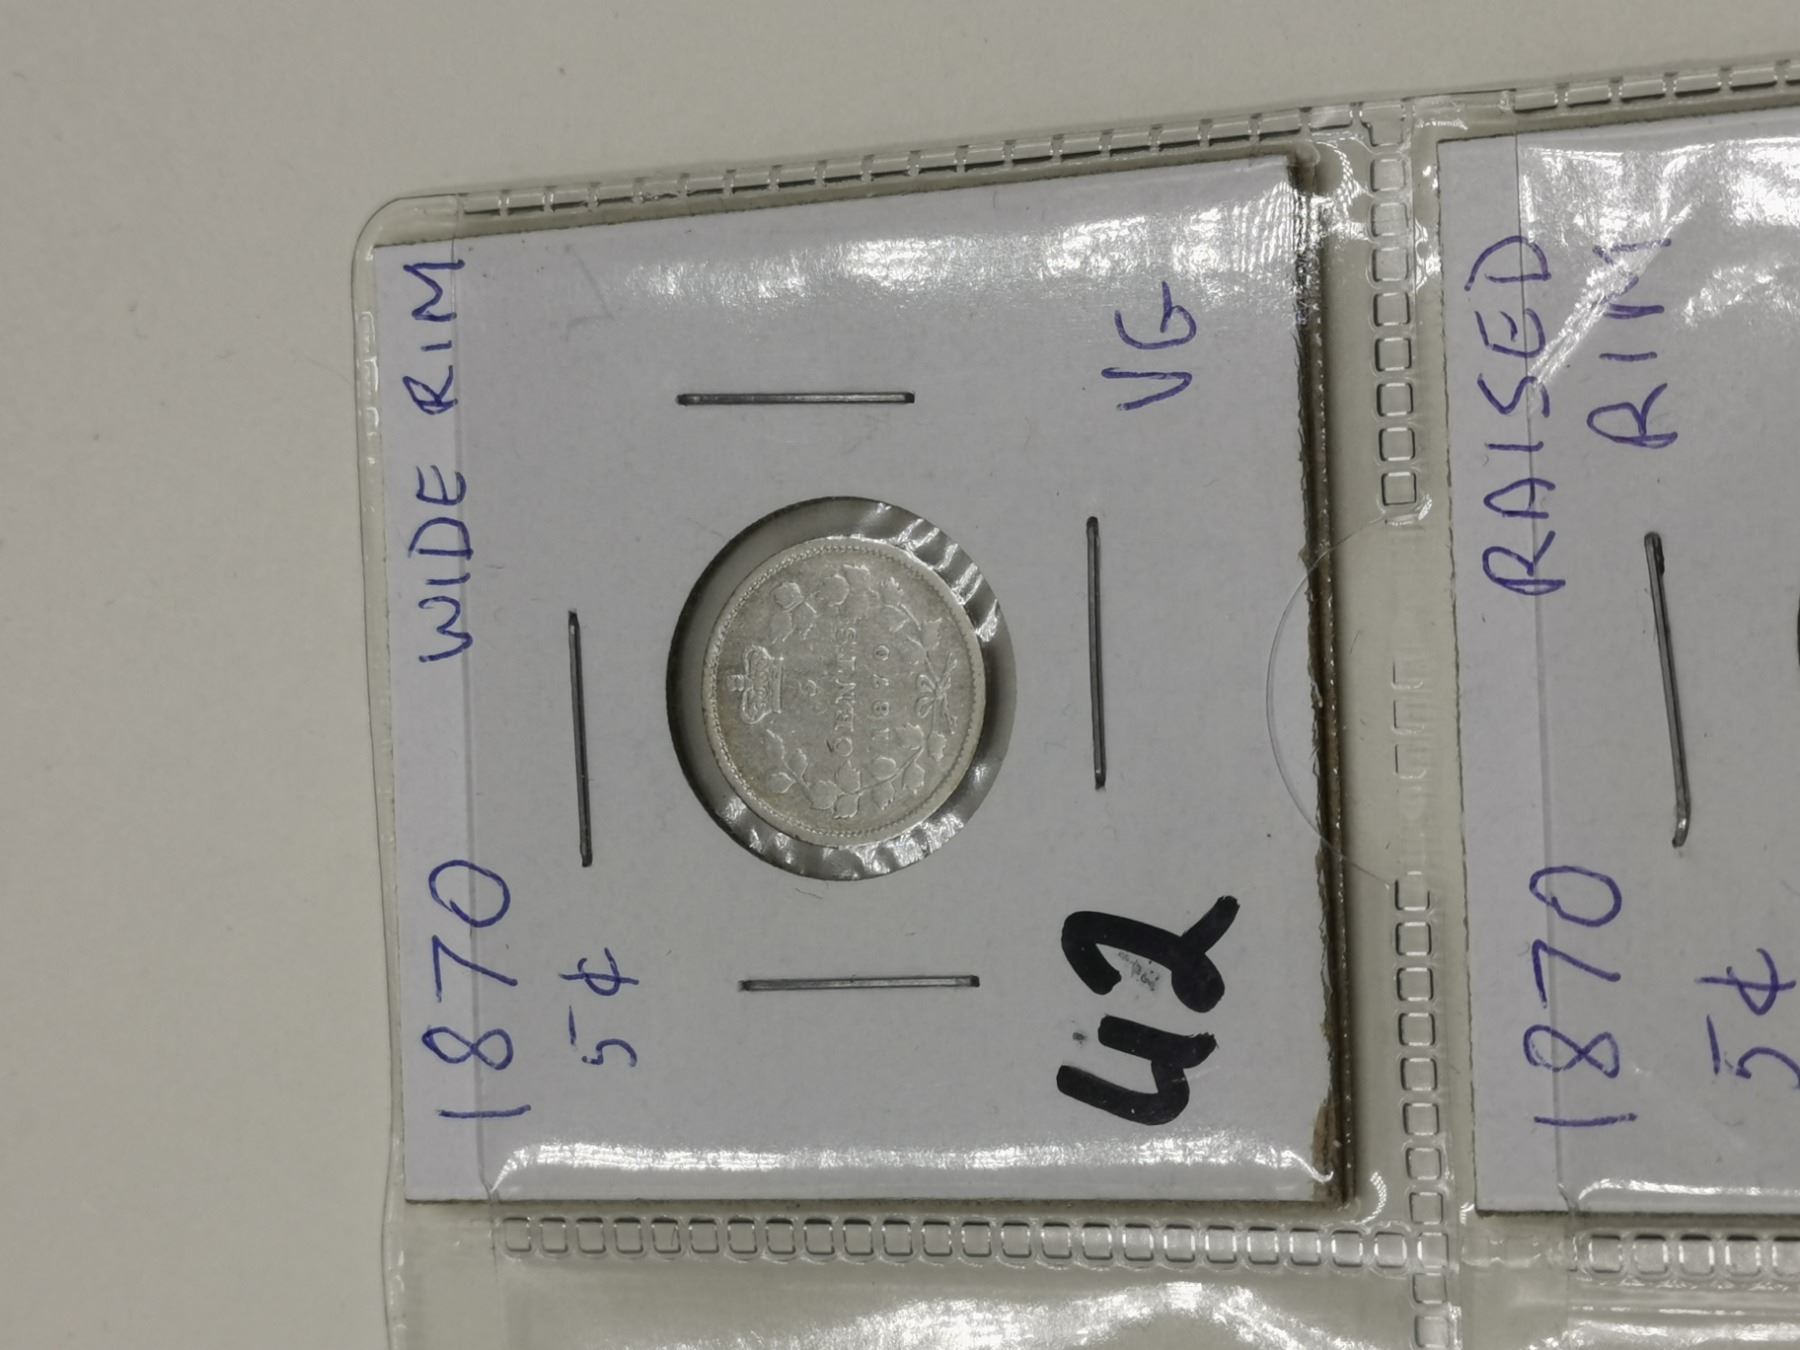 1870 WIDE RIM
5¢
5
CENTS
1870
42 VG
1870 RAISED
5¢ RIM